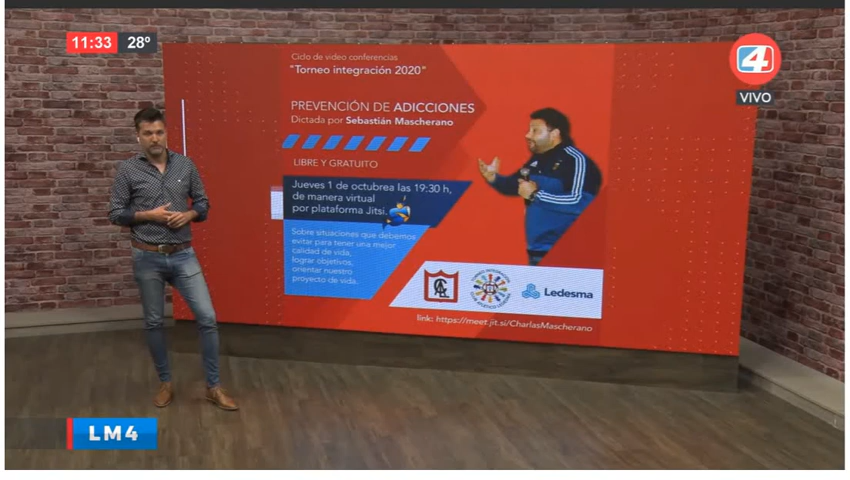 11:33 28º
4
VIVO
Ciclo de video conferencias
"Torneo integración 2020"
PREVENCIÓN DE ADICCIONES
Dictada por Sebastián Mascherano
LIBRE Y GRATUITO
Jueves 1 de octubrea las 19:30 h,
de manera virtual
por plataforma Jitsi.
Sobre situaciones que debemos
evitar para tener una mejor
calidad de vida,
lograr objetivos,
orientar nuestro
proyecto de vida.
Ledesma
link: https://meet.jit.si/CharlasMascherano
LM4